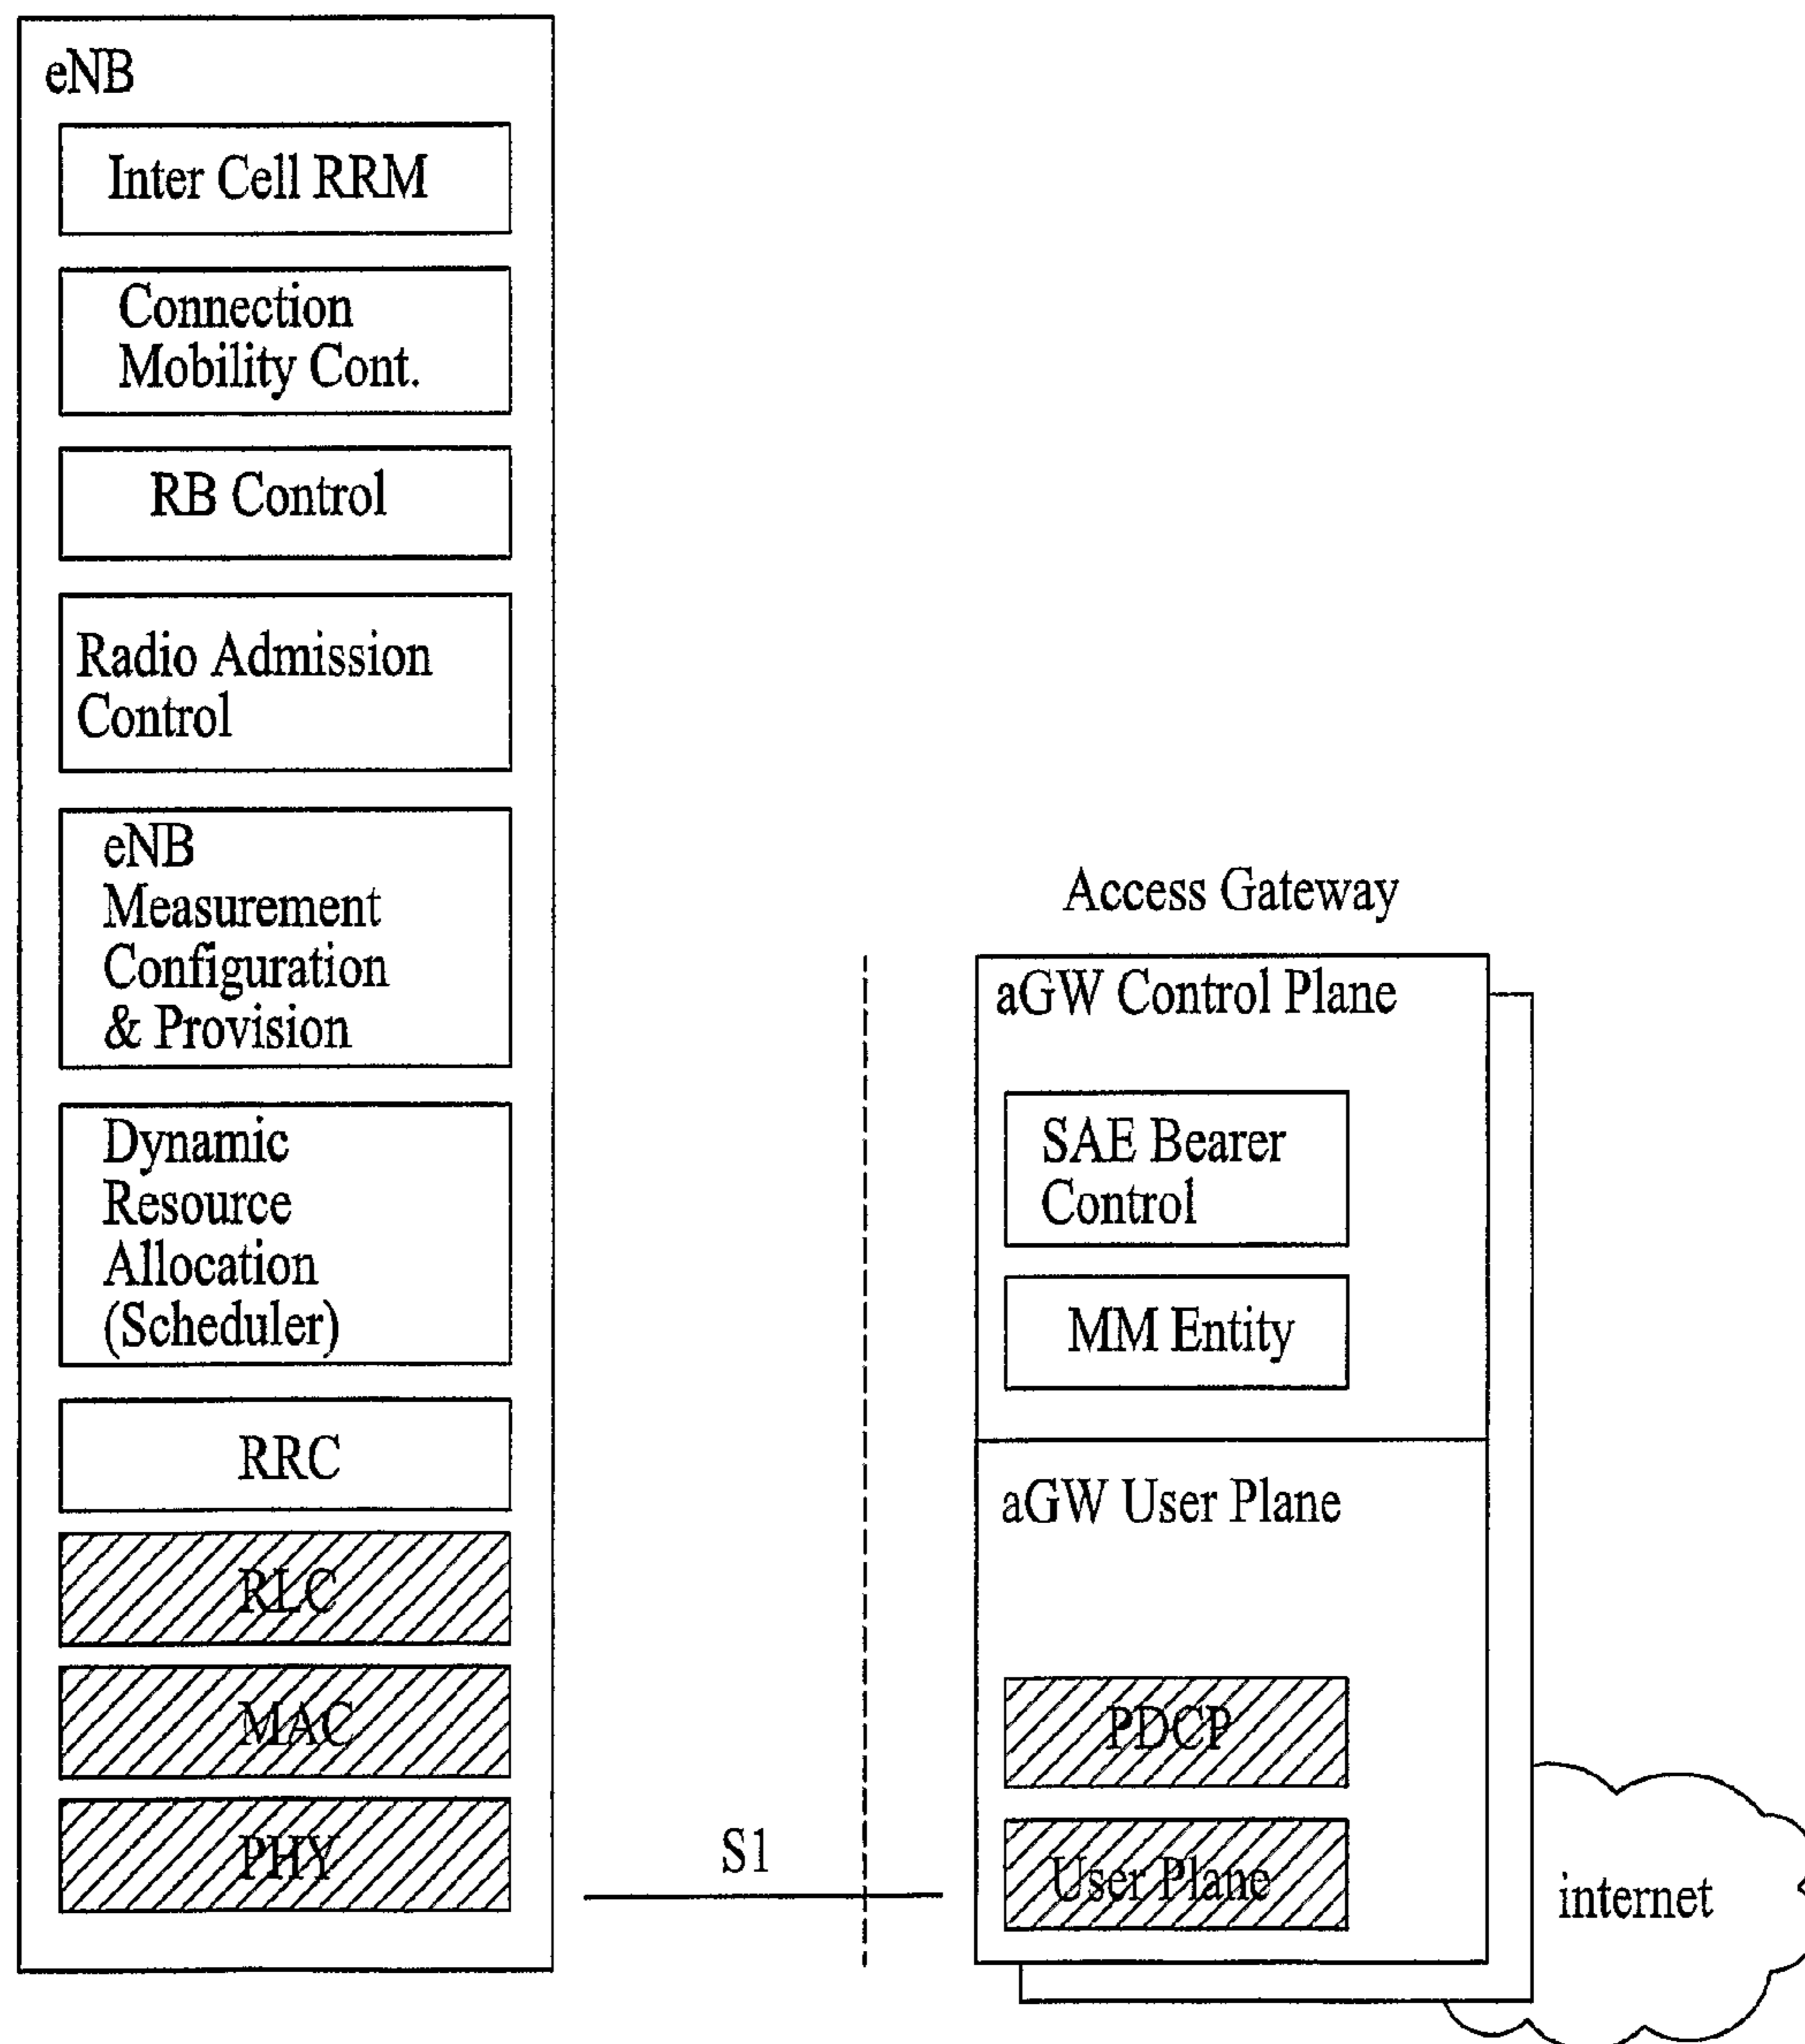 eNB
Inter Cell RRM
Connection
Mobility Cont.
RB Control
Radio Admission
Control
eNB
Measurement
Configuration
& Provision
Dynamic
Resource
Allocation
(Scheduler)
RRC
RLC
MAC
PHY
S1
Access Gateway
aGW Control Plane
SAE Bearer
Control
MM Entity
aGW User Plane
PDCP
User Plane
internet